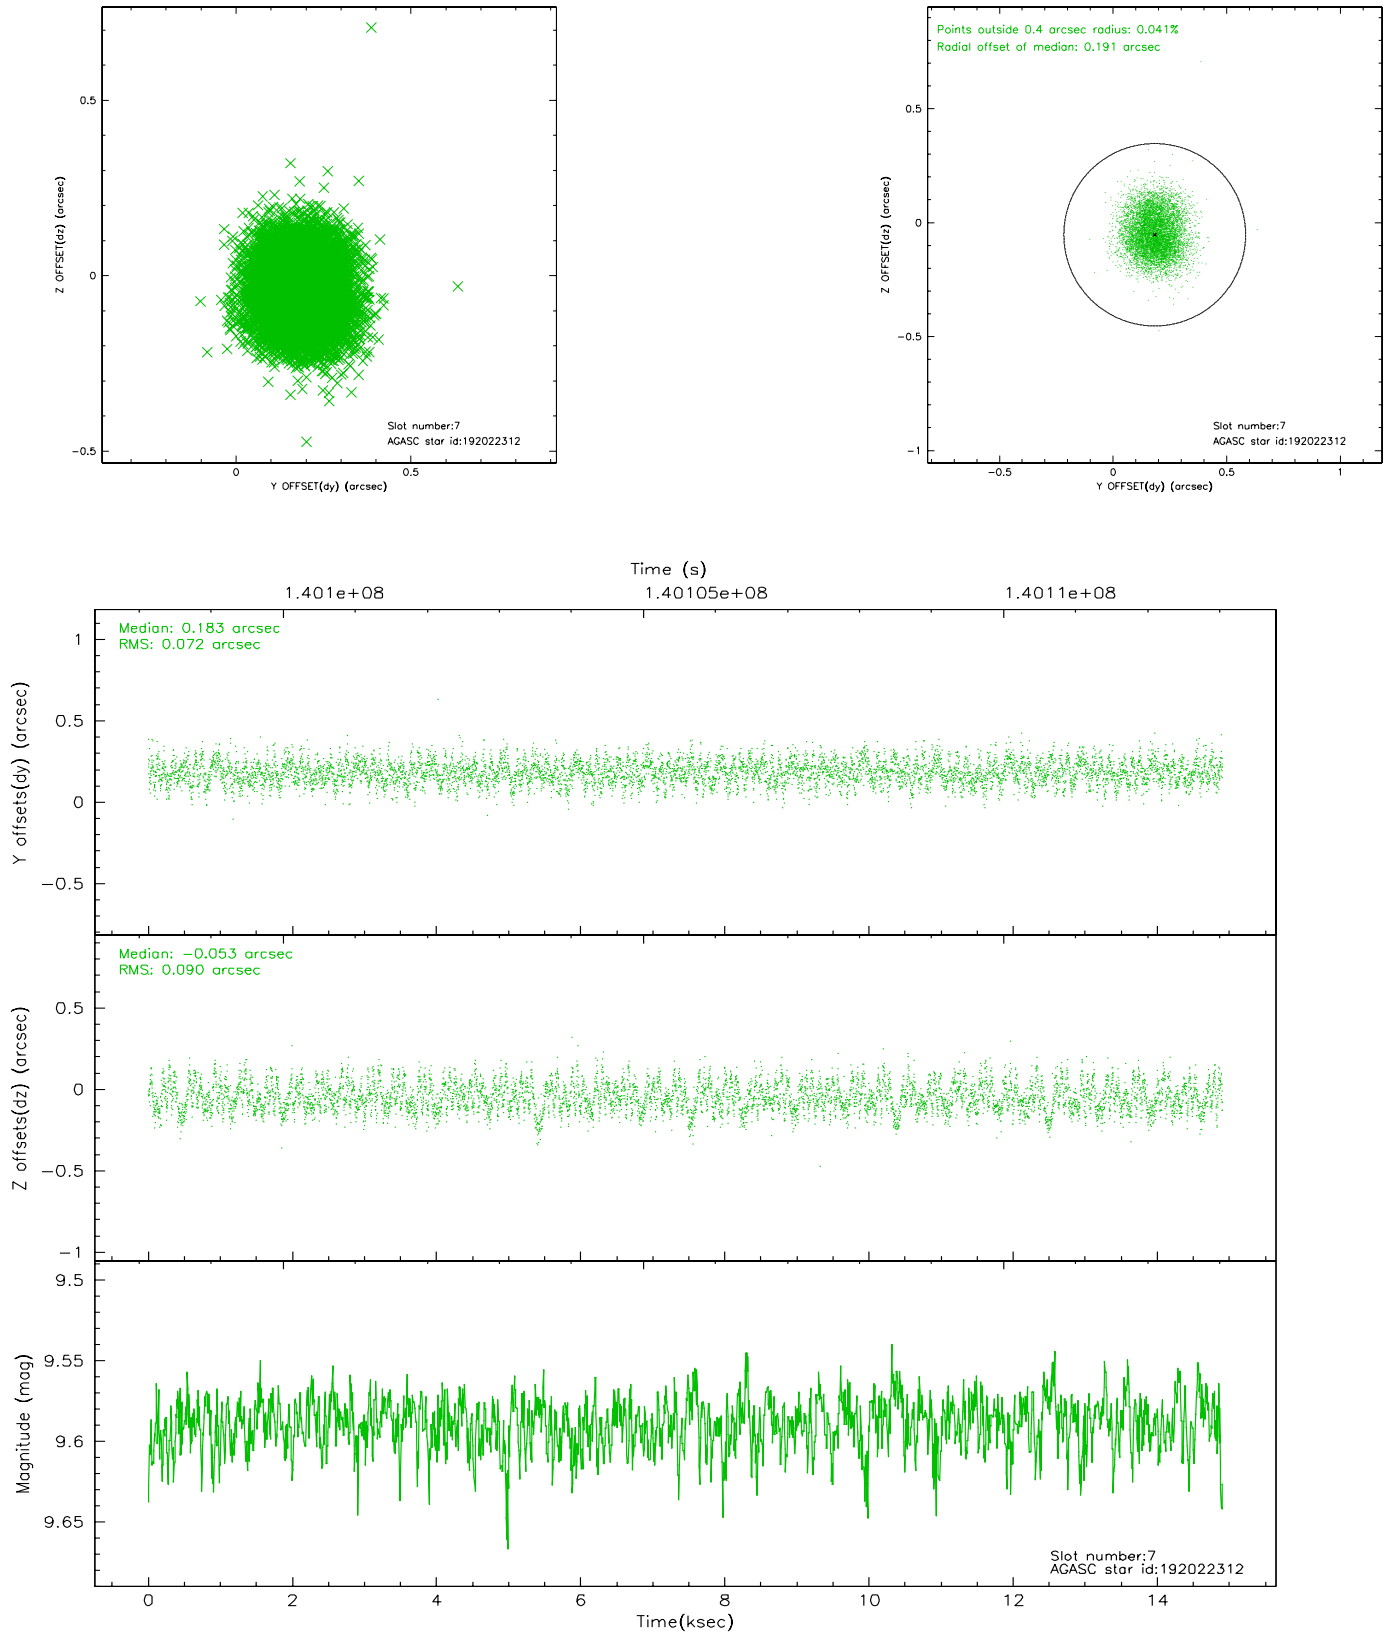 0.5
0
−0.5
Z OFFSET(dz) (arcsec)
0
0.5
Y OFFSET(dy) (arcsec)
Slot number:7
AGASC star id:192022312
Points outside 0.4 arcsec radius: 0.041%
Radial offset of median: 0.191 arcsec
0.5
0
−0.5
−1
Z OFFSET(dz) (arcsec)
−0.5
0
0.5
1
Y OFFSET(dy) (arcsec)
Slot number:7
AGASC star id:192022312
Time (s)
1.401e+08
1.40105e+08
1.4011e+08
Median: 0.183 arcsec
RMS: 0.072 arcsec
1
0.5
0
−0.5
Y offsets(dy) (arcsec)
Median: −0.053 arcsec
RMS: 0.090 arcsec
0.5
0
−0.5
−1
Z offsets(dz) (arcsec)
9.5
9.55
9.6
9.65
Magnitude (mag)
Slot number:7
AGASC star id:192022312
0
2
4
6
8
10
12
14
Time(ksec)